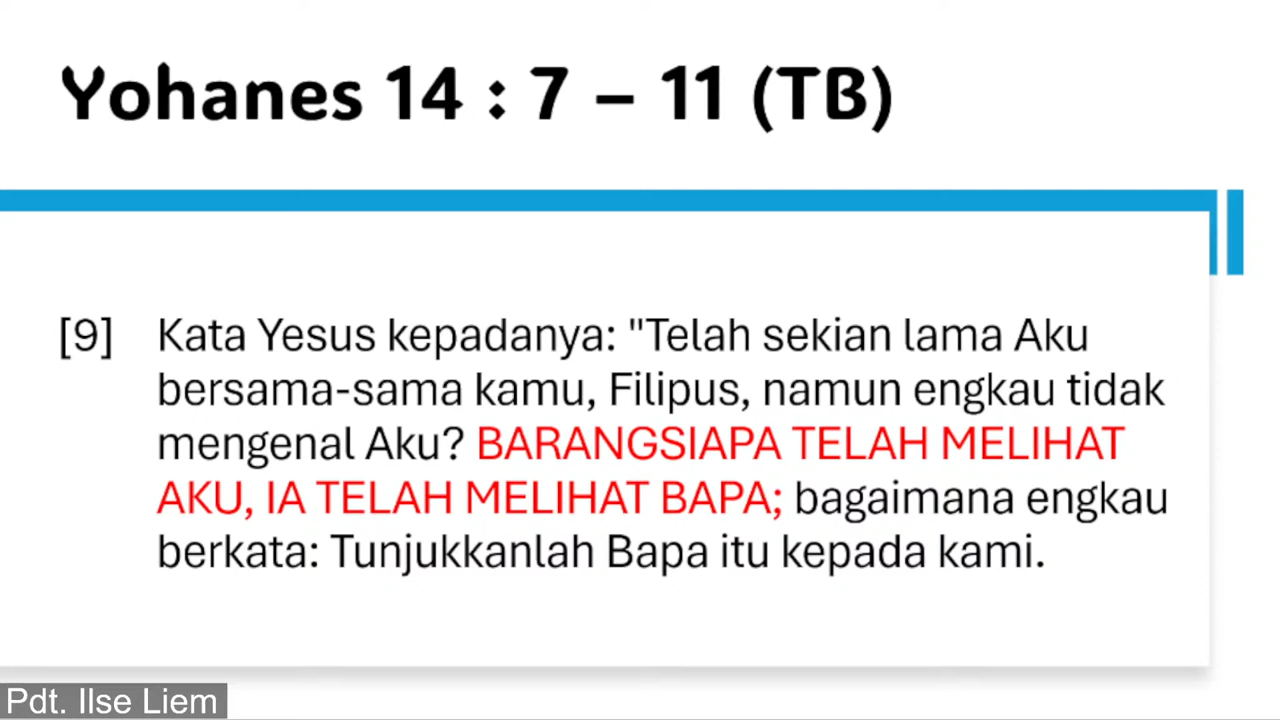 Yohanes 14 : 7 – 11 (TB)
[9] Kata Yesus kepadanya: "Telah sekian lama Aku
bersama-sama kamu, Filipus, namun engkau tidak
mengenal Aku? BARANGSIAPA TELAH MELIHAT
AKU, IA TELAH MELIHAT BAPA; bagaimana engkau
berkata: Tunjukkanlah Bapa itu kepada kami.
Pdt. Ilse Liem